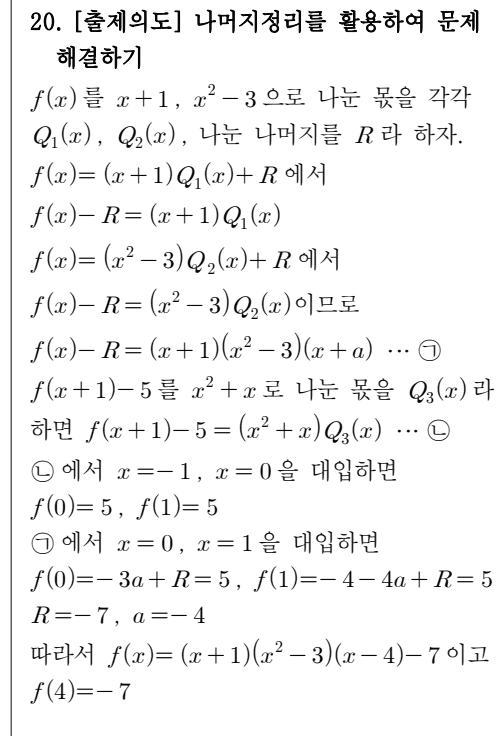 20. [출제의도] 나머지정리를 활용하여 문제
해결하기
f(x)를 x+1, x²-3으로 나눈 몫을 각각
Q₁(x), Q₂(x), 나눈 나머지를 R라 하자.
f(x)=(x+1)Q₁(x)+R에서
f(x)-R=(x+1)Q₁(x)
f(x)=(x²-3)Q₂(x)+R에서
f(x)-R=(x²-3)Q₂(x)이므로
f(x)-R=(x+1)(x²-3)(x+a) ⋯ ㉠
f(x+1)-5를 x²+x로 나눈 몫을 Q₃(x)라
하면 f(x+1)-5=(x²+x)Q₃(x) ⋯ ㉡
㉡에서 x=-1, x=0을 대입하면
f(0)=5, f(1)=5
㉠에서 x=0, x=1을 대입하면
f(0)=-3a+R=5, f(1)=-4-4a+R=5
R=-7, a=-4
따라서 f(x)=(x+1)(x²-3)(x-4)-7이고
f(4)=-7